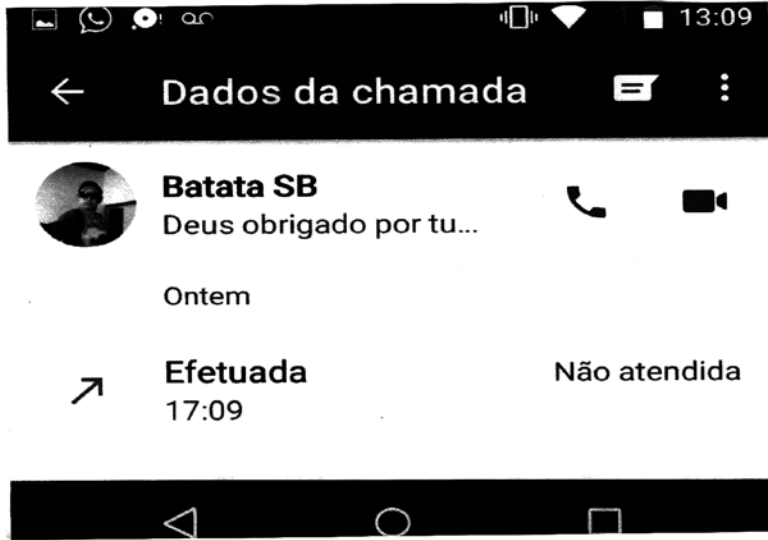 13:09
Dados da chamada
Batata SB
Deus obrigado por tu...
Ontem
Efetuada
Não atendida
17:09